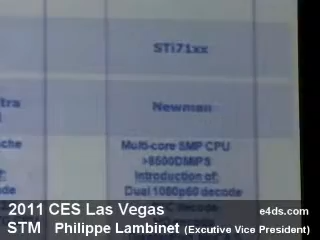 STi71xx
Newman
Multi-core SMP CPU
>8500DMIPS
Introduction of:
Dual 1080p60 decode
2011 CES Las Vegas
e4ds.com
STM Philippe Lambinet (Excutive Vice President)